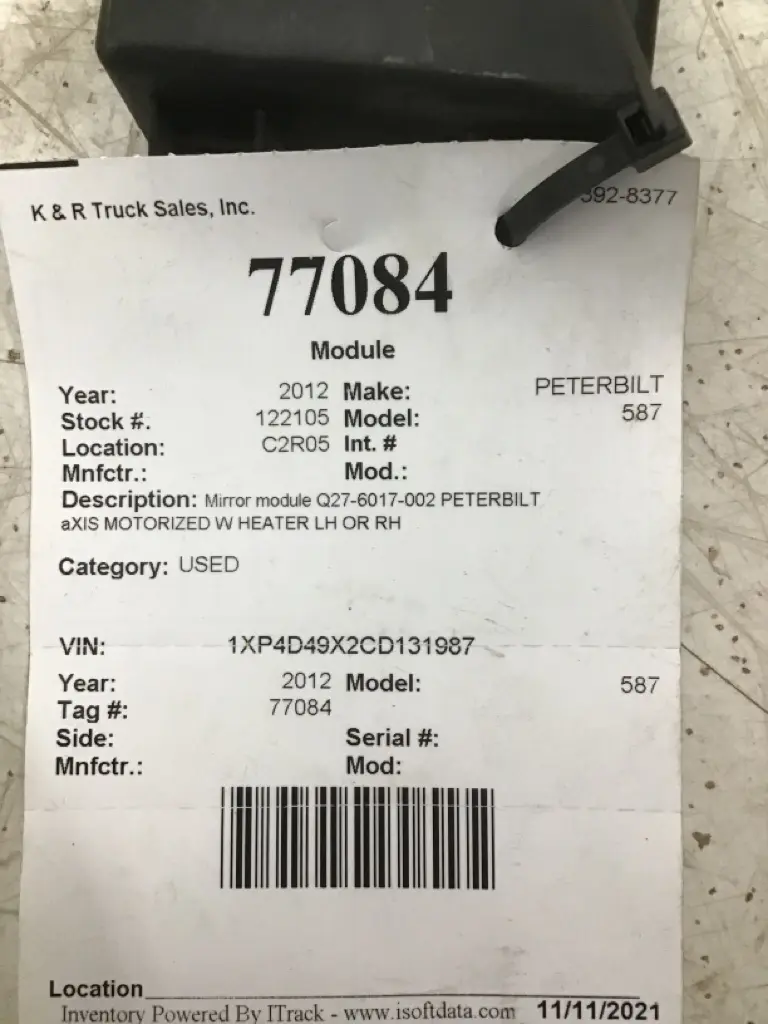 K & R Truck Sales, Inc. 392-8377
77084
Module
Year: 2012 Make: PETERBILT
Stock #. 122105 Model: 587
Location: C2R05 Int. #
Mnfctr.: Mod.:
Description: Mirror module Q27-6017-002 PETERBILT
aXIS MOTORIZED W HEATER LH OR RH
Category: USED
VIN: 1XP4D49X2CD131987
Year: 2012 Model: 587
Tag #: 77084
Side: Serial #:
Mnfctr.: Mod:
Location
Inventory Powered By ITrack - www.isoftdata.com 11/11/2021